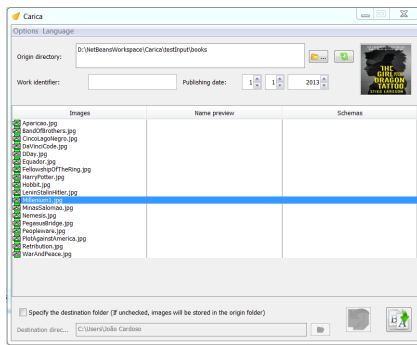 Carica
Options Language
Origin directory:
D:\NetBeansWorkspace\Carica\testInput\books
...
Work identifier:
Publishing date:
1
1
2013
THE
GIRL WITH THE
DRAGON
TATTOO
STIEG LARSSON
Images
Name preview
Schemas
Aparicao.jpg
BandOfBrothers.jpg
CincoLagoNegro.jpg
DaVinciCode.jpg
DDay.jpg
Equador.jpg
FellowshipOfTheRing.jpg
HarryPotter.jpg
Hobbit.jpg
LeninStalinHitler.jpg
Millenium1.jpg
MinasSalomao.jpg
Nemesis.jpg
PegasusBridge.jpg
Peopleware.jpg
PlotAgainstAmerica.jpg
Retribution.jpg
WarAndPeace.jpg
Specify the destination folder (If unchecked, images will be stored in the origin folder)
Destination direc...
C:\Users\João Cardoso